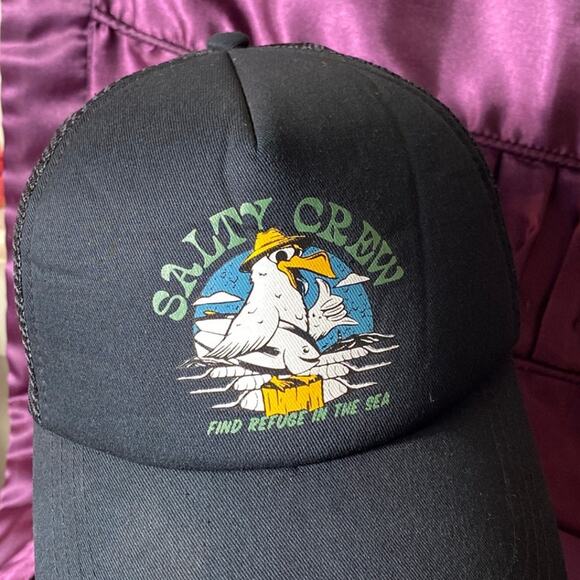 SALTY CREW
FIND REFUGE IN THE SEA